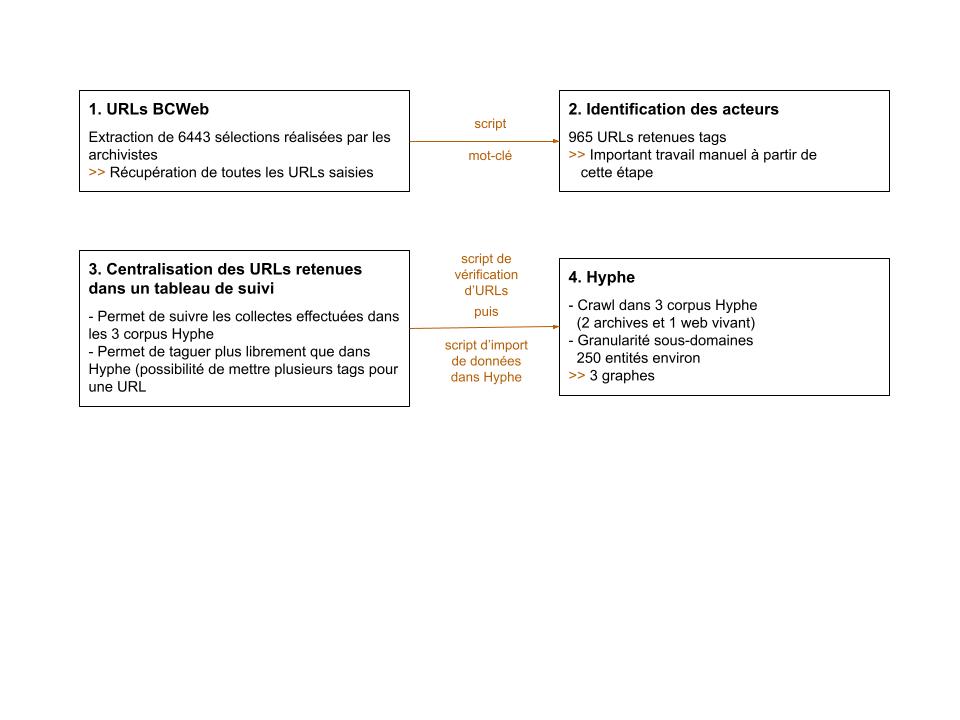 1. URLs BCWeb
Extraction de 6443 sélections réalisées par les
archivistes
>> Récupération de toutes les URLs saisies
script
mot-clé
2. Identification des acteurs
965 URLs retenues tags
>> Important travail manuel à partir de
cette étape
3. Centralisation des URLs retenues
dans un tableau de suivi
- Permet de suivre les collectes effectuées dans
les 3 corpus Hyphe
- Permet de taguer plus librement que dans
Hyphe (possibilité de mettre plusieurs tags pour
une URL
script de
vérification
d’URLs
puis
script d’import
de données
dans Hyphe
4. Hyphe
- Crawl dans 3 corpus Hyphe
(2 archives et 1 web vivant)
- Granularité sous-domaines
250 entités environ
>> 3 graphes